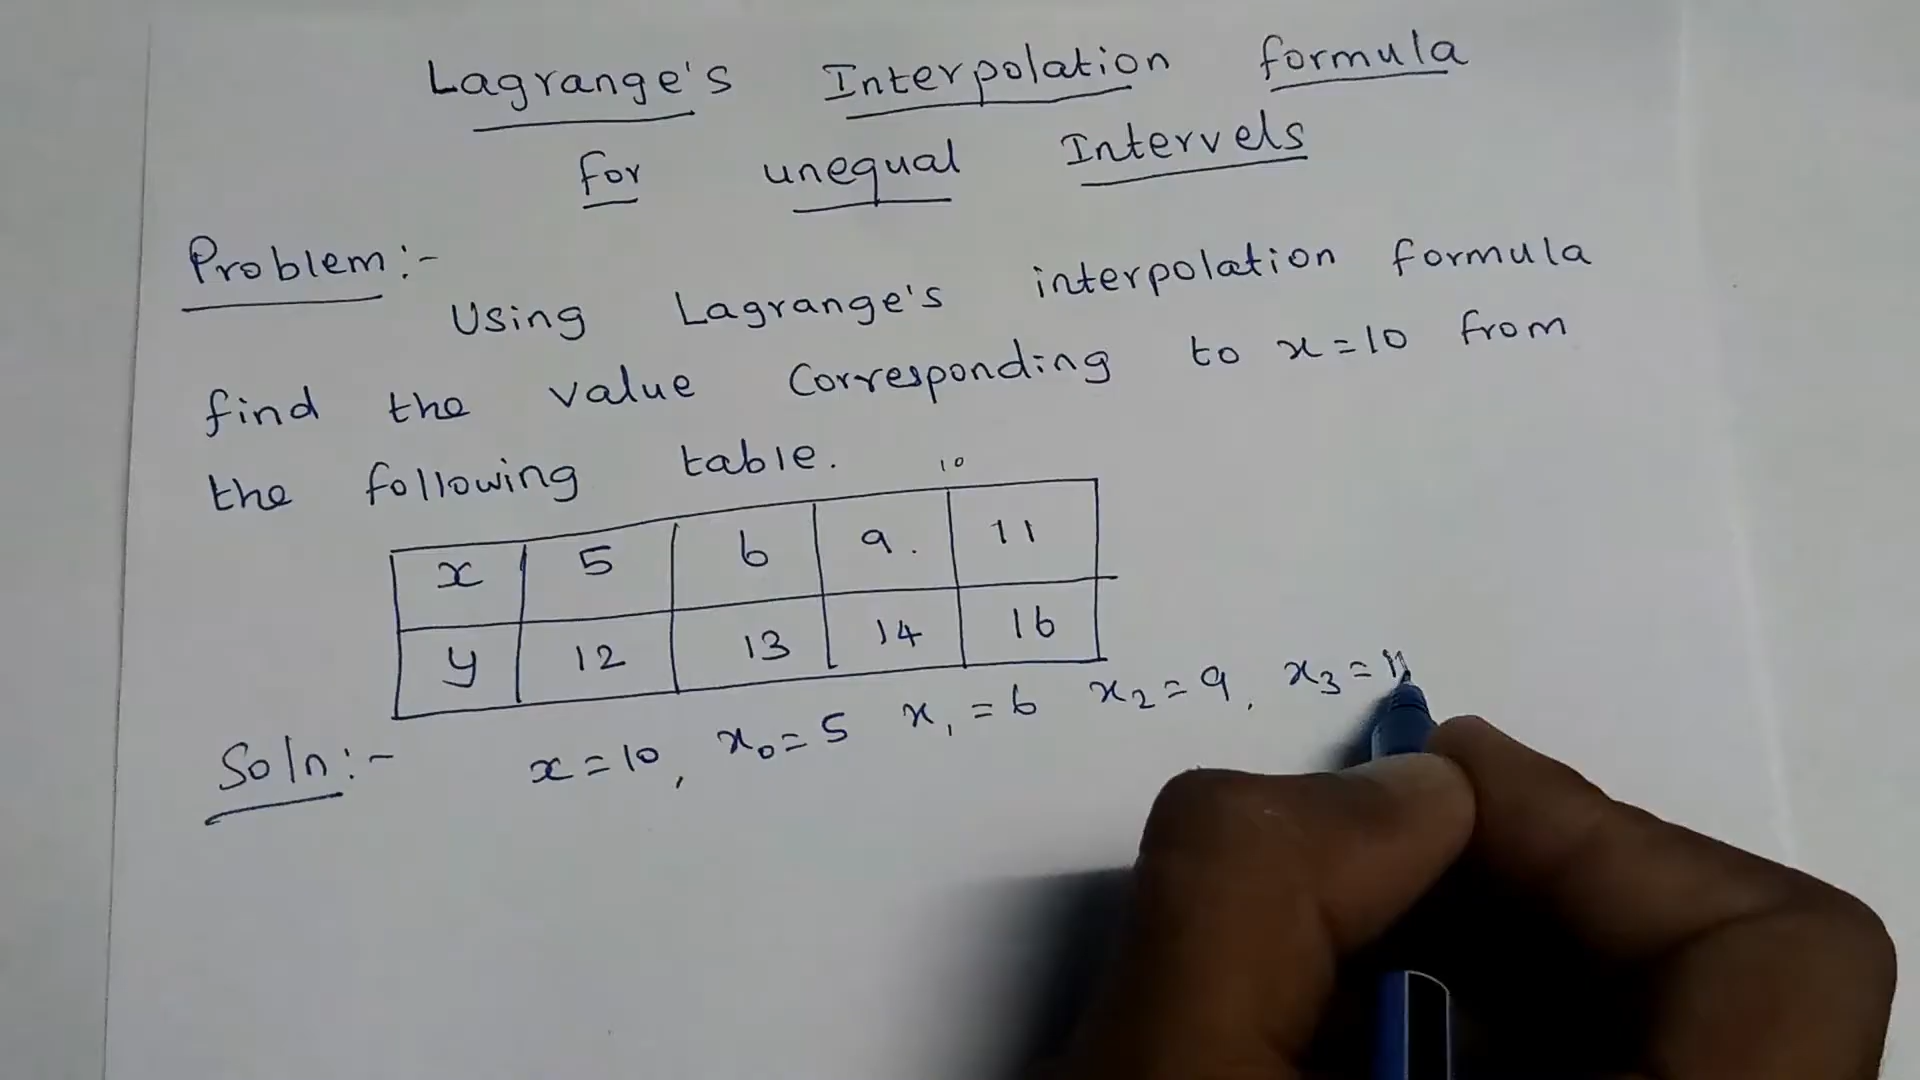 Lagrange's Interpolation formula
for unequal Intervels
Problem:-
Using Lagrange's interpolation formula
find the value Corresponding to x=10 from
the following table.
10
x 5 6 9. 11
y 12 13 14 16
Soln:- x=10, x₀=5 x₁=6 x₂=9, x₃=11